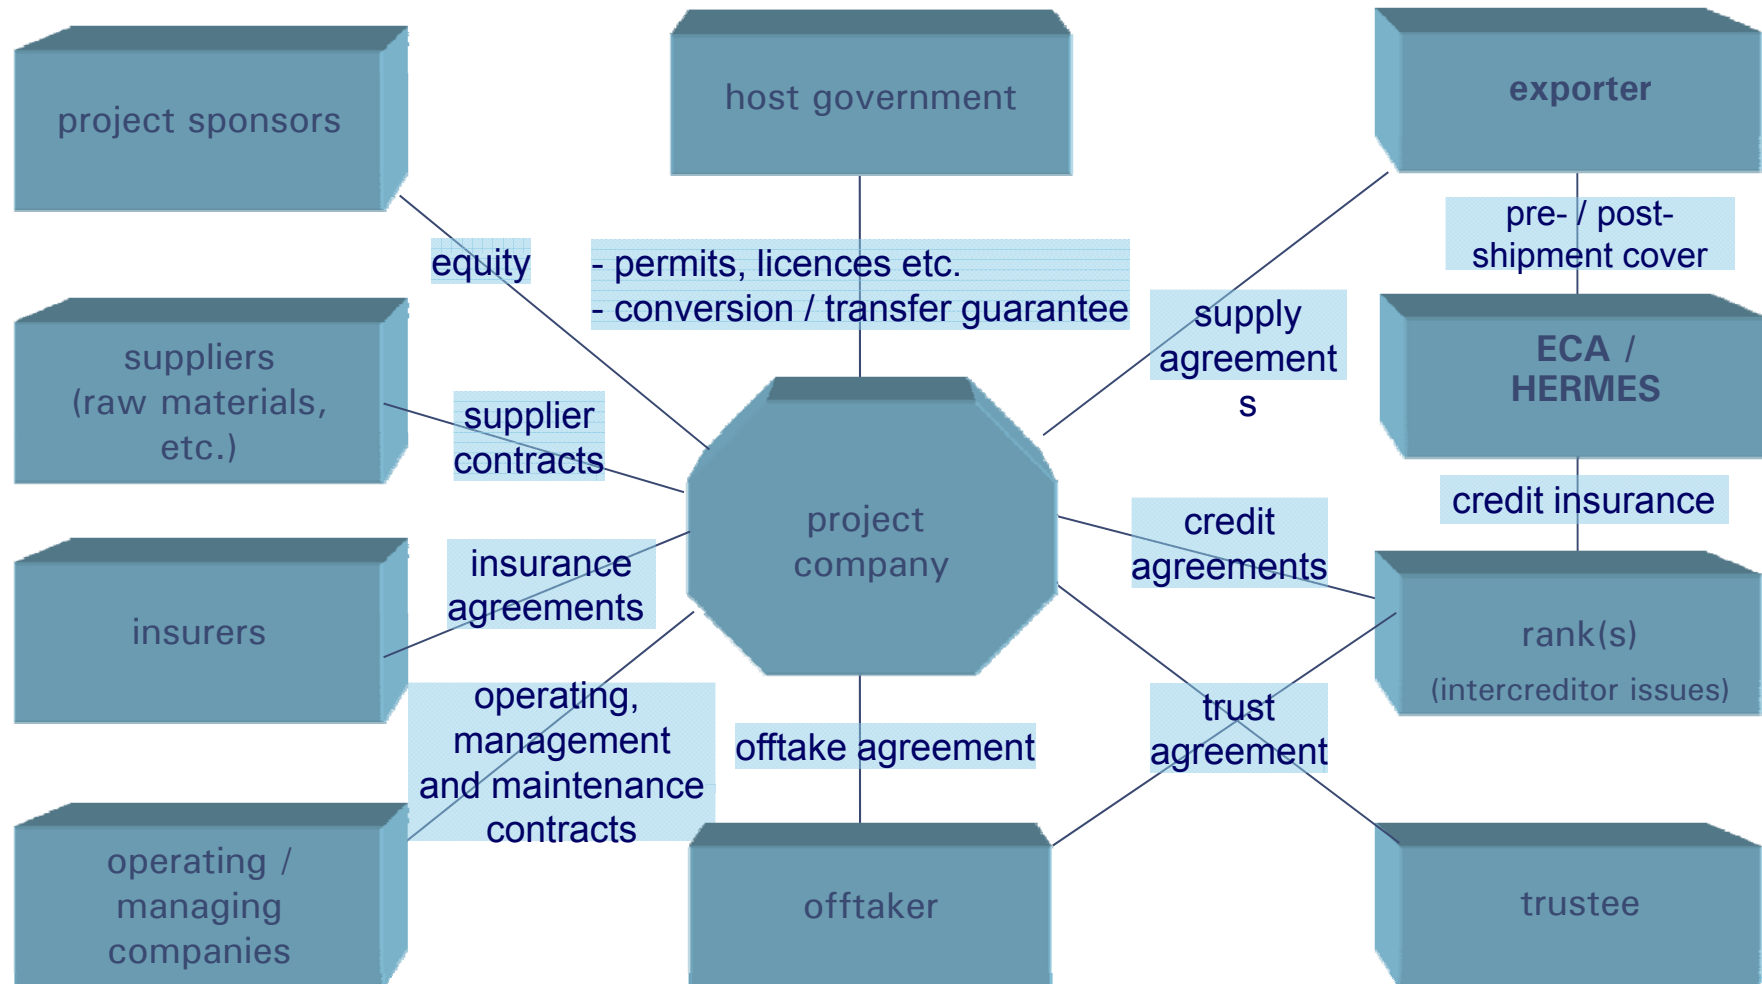 project sponsors
host government
exporter
pre- / post-
shipment cover
equity
- permits, licences etc.
- conversion / transfer guarantee
supply
agreement
s
suppliers
(raw materials,
etc.)
supplier
contracts
ECA /
HERMES
credit insurance
project
company
credit
agreements
insurance
agreements
insurers
rank(s)
(intercreditor issues)
operating,
management
and maintenance
contracts
offtake agreement
trust
agreement
operating /
managing
companies
offtaker
trustee